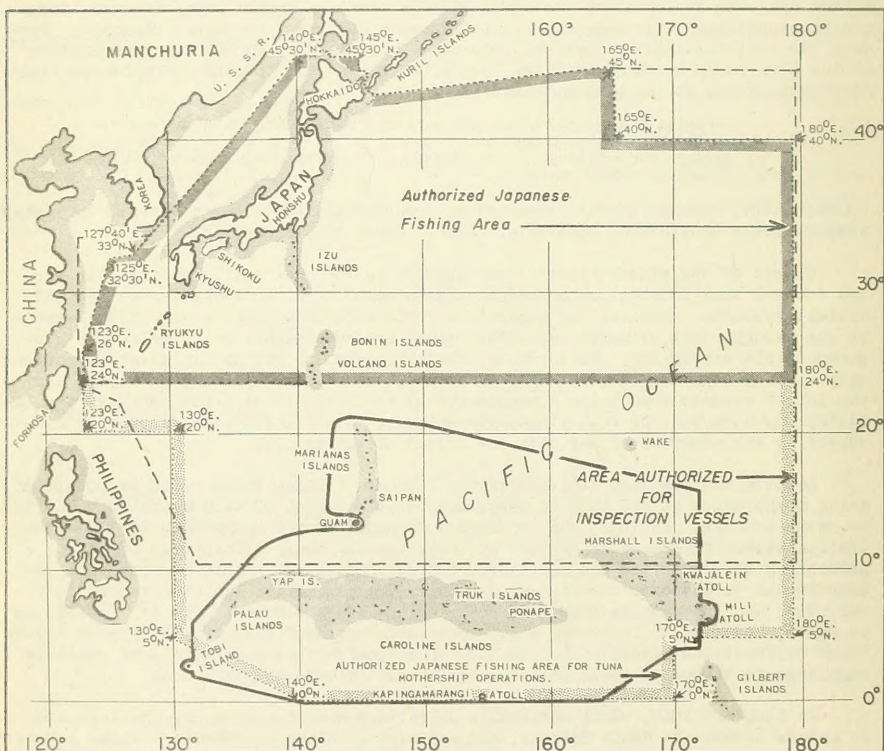 140°E.
45°30'N.
145°E.
45°30'N.
160°
170°
180°
MANCHURIA
U.S.S.R.
KURIL ISLANDS
165°E.
45°N.
HOKKAIDO
165°E.
40°N.
180°E.
40°N.
40°
KOREA
JAPAN
HONSHU
Authorized Japanese
Fishing Area
127°40'E.
33°N.
125°E.
32°30'N.
SHIKOKU
KYUSHU
IZU
ISLANDS
30°
CHINA
123°E.
26°N.
RYUKYU
ISLANDS
BONIN ISLANDS
VOLCANO ISLANDS
123°E.
24°N.
180°E.
24°N.
FORMOSA
123°E.
20°N.
130°E.
20°N.
20°
PACIFIC OCEAN
WAKE
MARIANAS
ISLANDS
SAIPAN
GUAM
PHILIPPINES
AREA AUTHORIZED
FOR
INSPECTION VESSELS
MARSHALL ISLANDS
10°
KWAJALEIN
ATOLL
YAP IS.
TRUK ISLANDS
PONAPE
PALAU
ISLANDS
MILI
ATOLL
130°E.
5°N.
170°E.
5°N.
180°E.
5°N.
TOBI
ISLAND
CAROLINE ISLANDS
AUTHORIZED JAPANESE FISHING AREA FOR TUNA
MOTHERSHIP OPERATIONS.
140°E.
0°N.
KAPINGAMARANGI ATOLL
170°E.
0°N.
GILBERT
ISLANDS
0°
120°
130°
140°
150°
160°
170°
180°